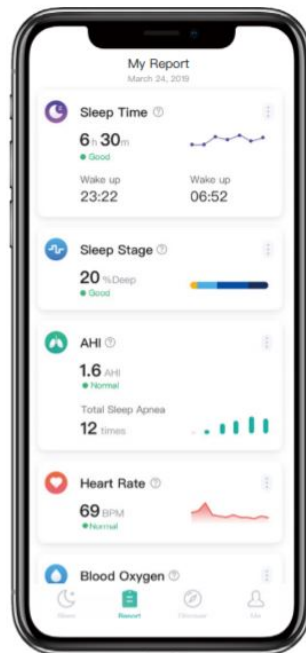 My Report
March 24, 2019
Sleep Time ?
6h 30m
Good
Wake up Wake up
23:22 06:52
Sleep Stage ?
20 %Deep
Good
AHI ?
1.6 AHI
Normal
Total Sleep Apnea
12 times
Heart Rate ?
69 BPM
Normal
Blood Oxygen ?
Report Me